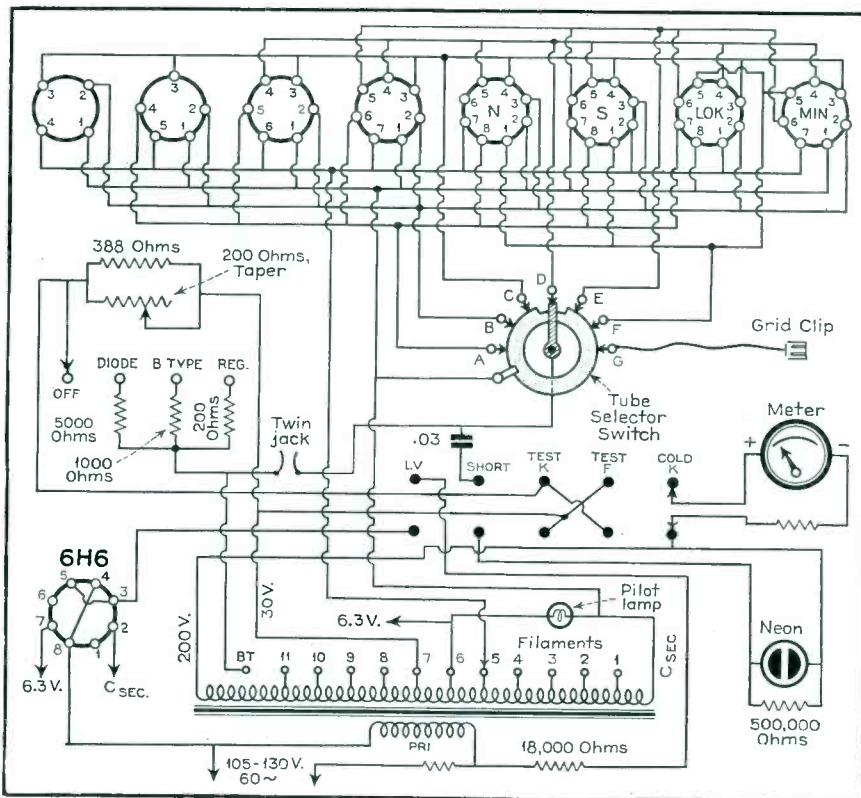 3 2 4 1
3 4 2 5 1
4 3 5 2 6 1
5 4 6 3 7 2 1
5 4 6 3 N 7 2 8 1
5 4 6 3 S 7 2 8 1
5 4 6 3 LOK 7 2 8 1
4 5 3 MIN 6 2 7 1
388 Ohms
200 Ohms,
Taper
OFF
DIODE
B TYPE
REG.
5000
Ohms
1000
Ohms
200
Ohms
Twin
jack
A
B
C
D
E
F
G
Grid Clip
Tube
Selector
Switch
Meter
+
-
.03
L.V
SHORT
TEST
K
TEST
F
COLD
K
6H6
5 4 6 3 7 2 8 1
6.3 V.
C SEC.
200 V.
30 V.
6.3 V.
Pilot
lamp
Filaments
BT 11 10 9 8 7 6 5 4 3 2 1
C SEC
Neon
500,000
Ohms
PRI
105-130 V.
60~
18,000 Ohms